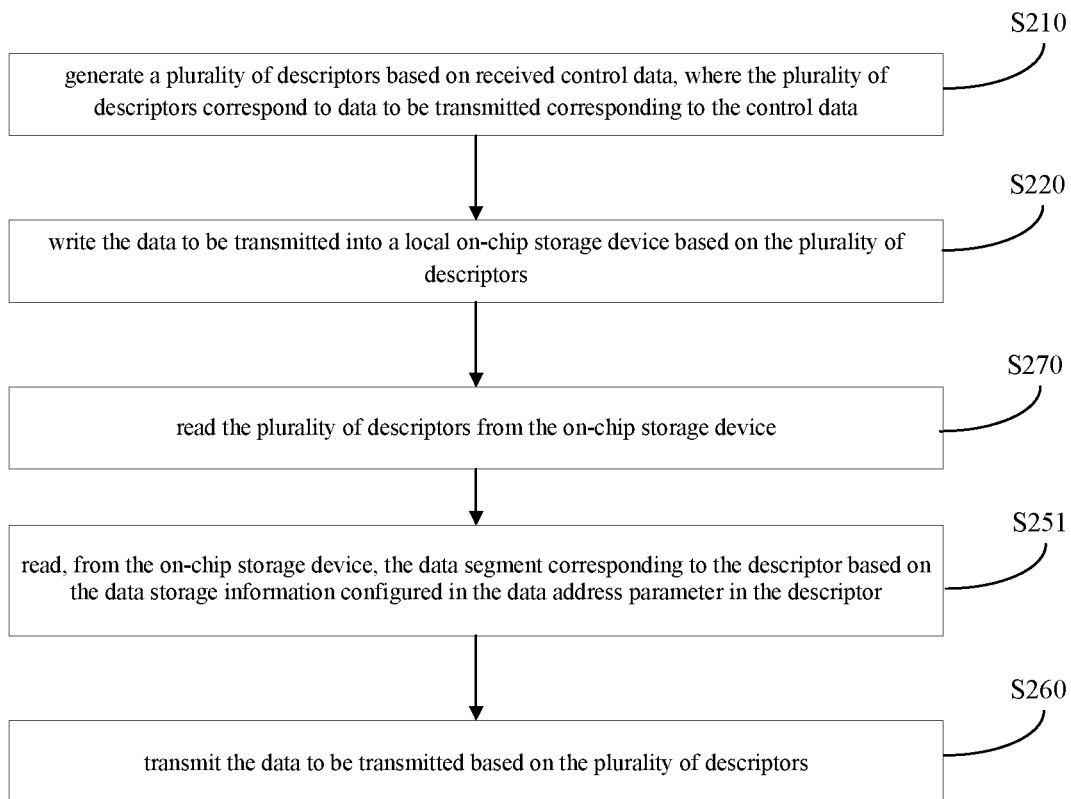 S210
generate a plurality of descriptors based on received control data, where the plurality of
descriptors correspond to data to be transmitted corresponding to the control data
S220
write the data to be transmitted into a local on-chip storage device based on the plurality of
descriptors
S270
read the plurality of descriptors from the on-chip storage device
S251
read, from the on-chip storage device, the data segment corresponding to the descriptor based on
the data storage information configured in the data address parameter in the descriptor
S260
transmit the data to be transmitted based on the plurality of descriptors